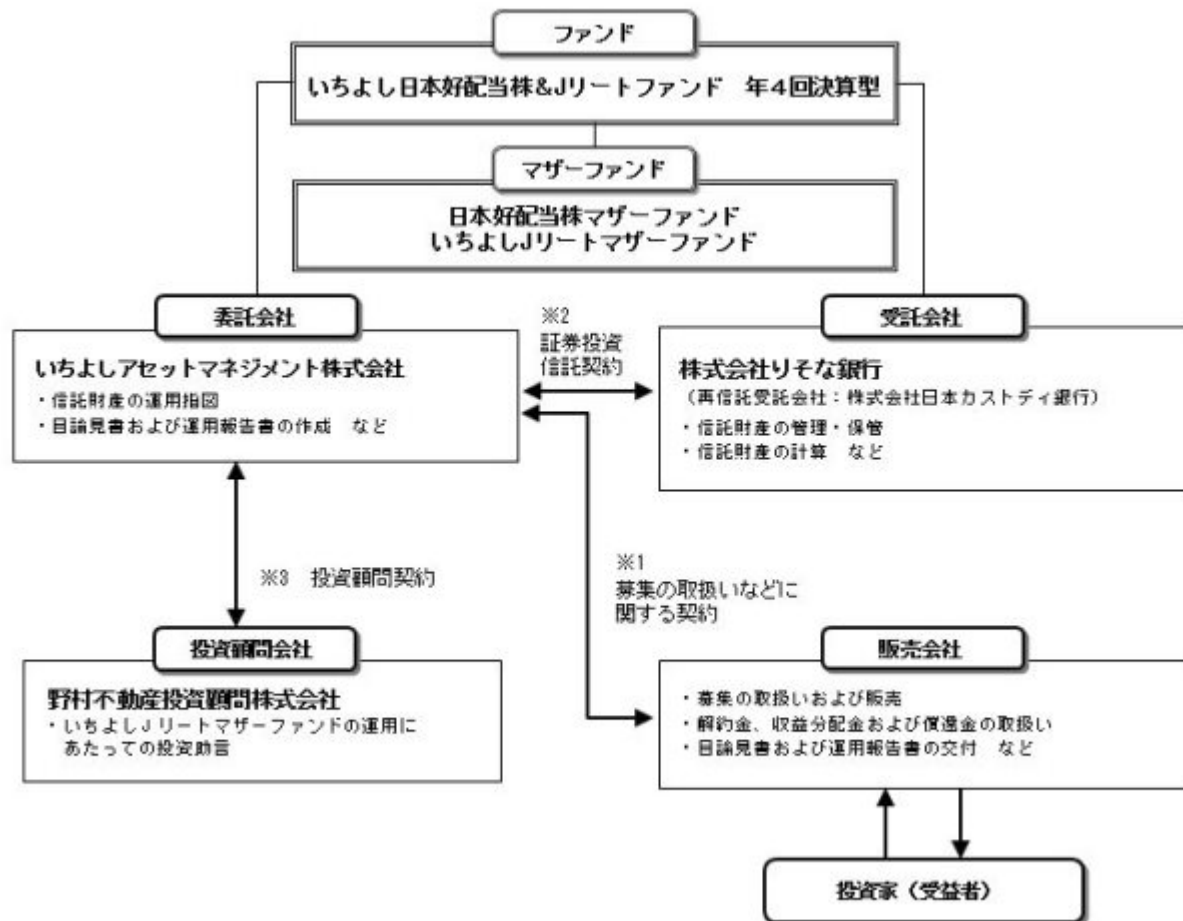 ファンド
いちよし日本好配当株&Jリートファンド　年４回決算型
マザーファンド
日本好配当株マザーファンド
いちよしJリートマザーファンド
委託会社
いちよしアセットマネジメント株式会社
・信託財産の運用指図
・目論見書および運用報告書の作成　など
※2
証券投資
信託契約
受託会社
株式会社りそな銀行
（再信託受託会社：株式会社日本カストディ銀行）
・信託財産の管理・保管
・信託財産の計算　など
※3　投資顧問契約
※1
募集の取扱いなどに
関する契約
投資顧問会社
野村不動産投資顧問株式会社
・いちよしＪリートマザーファンドの運用に
あたっての投資助言
販売会社
・募集の取扱いおよび販売
・解約金、収益分配金および償還金の取扱い
・目論見書および運用報告書の交付　など
投資家（受益者）